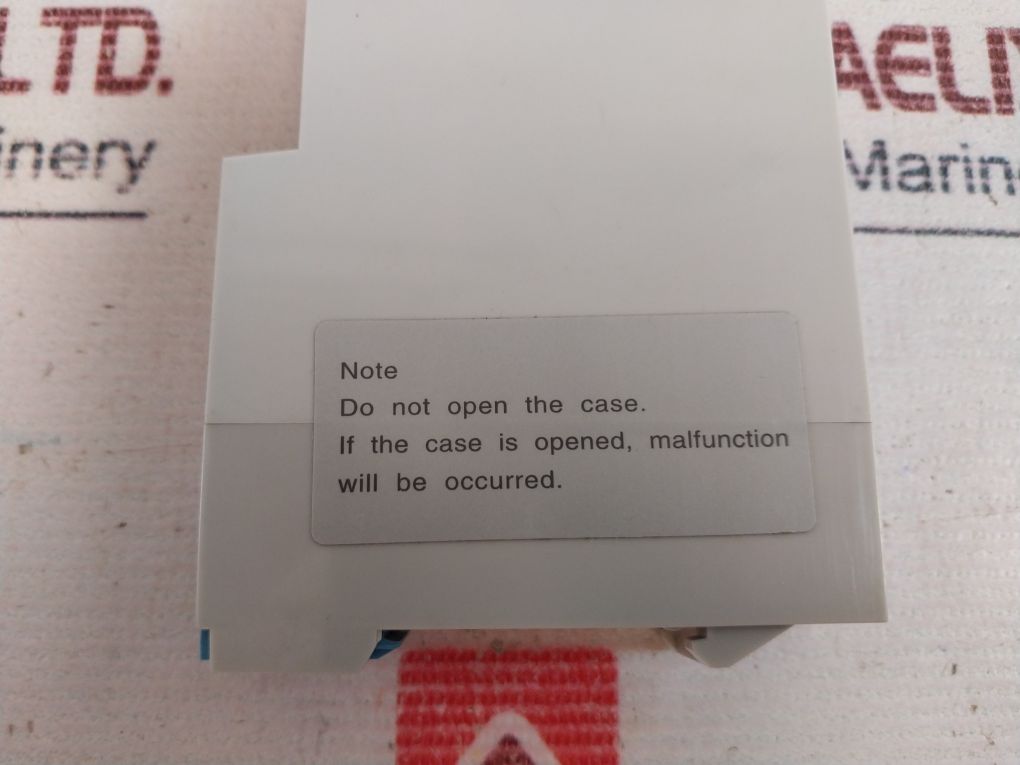 LTD.
AELI
inery
Marin
Note
Do not open the case.
If the case is opened, malfunction
will be occurred.